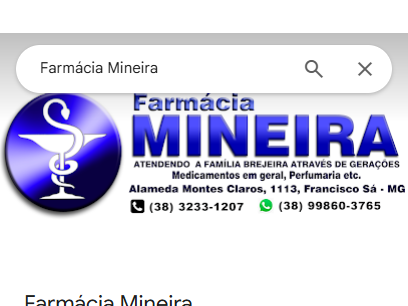 Farmácia Mineira
Farmácia
MINEIRA
ATENDENDO A FAMÍLIA BREJEIRA ATRAVÉS DE GERAÇÕES
Medicamentos em geral, Perfumaria etc.
Alameda Montes Claros, 1113, Francisco Sá - MG
(38) 3233-1207 (38) 99860-3765
Farmácia Mineira